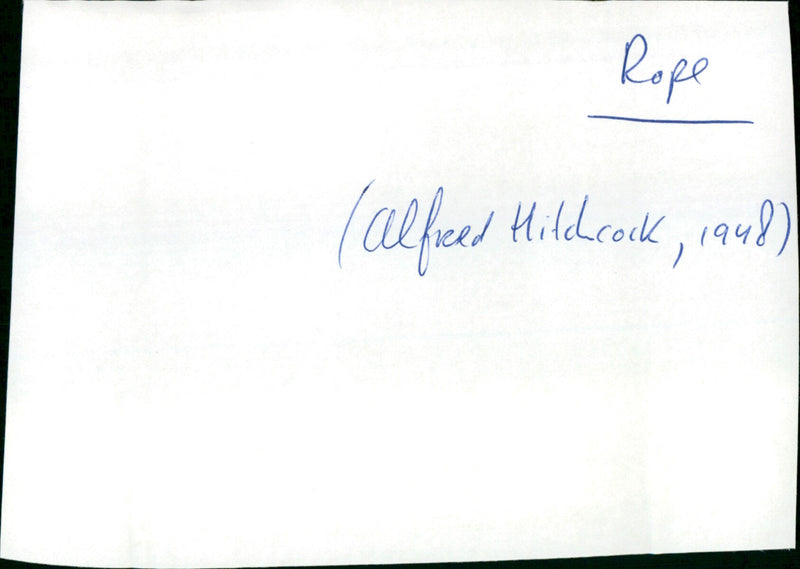 Rope
(Alfred Hitchcock, 1948)